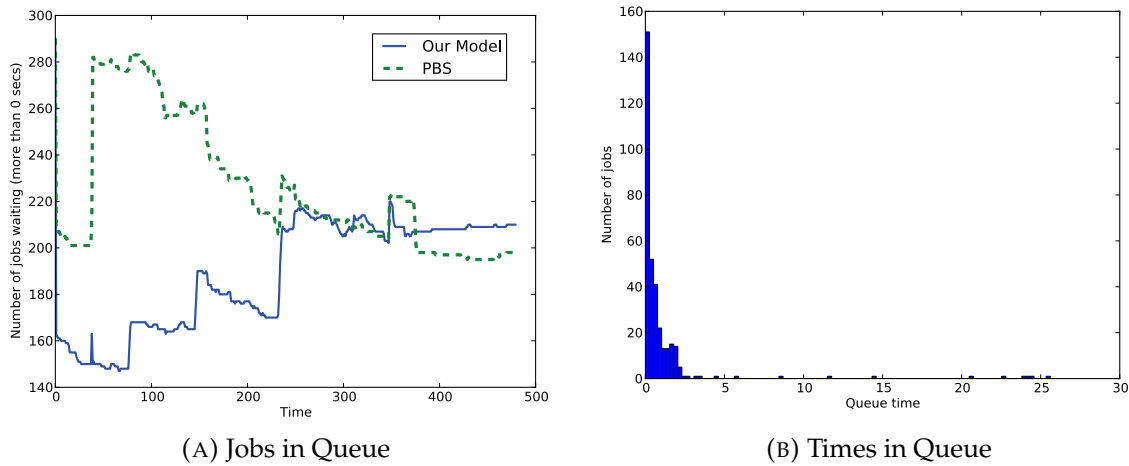 300
280
260
240
220
200
180
160
140
Number of jobs waiting (more than 0 secs)
Our Model
PBS
0 100 200 300 400 500
Time
(A) Jobs in Queue
160
140
120
100
80
60
40
20
0
Number of jobs
0 5 10 15 20 25 30
Queue time
(B) Times in Queue